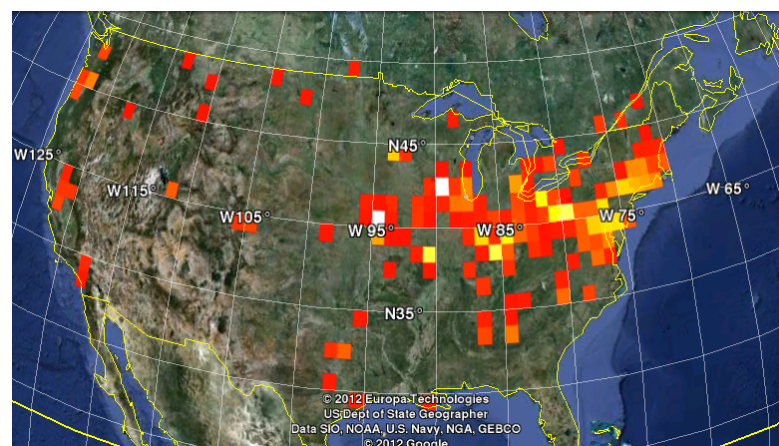 N45°
W125°
W115°
W 65°
W105°
W 95°
W 85°
W 75°
N35°
© 2012 Europa Technologies
US Dept of State Geographer
Data SIO, NOAA, U.S. Navy, NGA, GEBCO
© 2012 Google